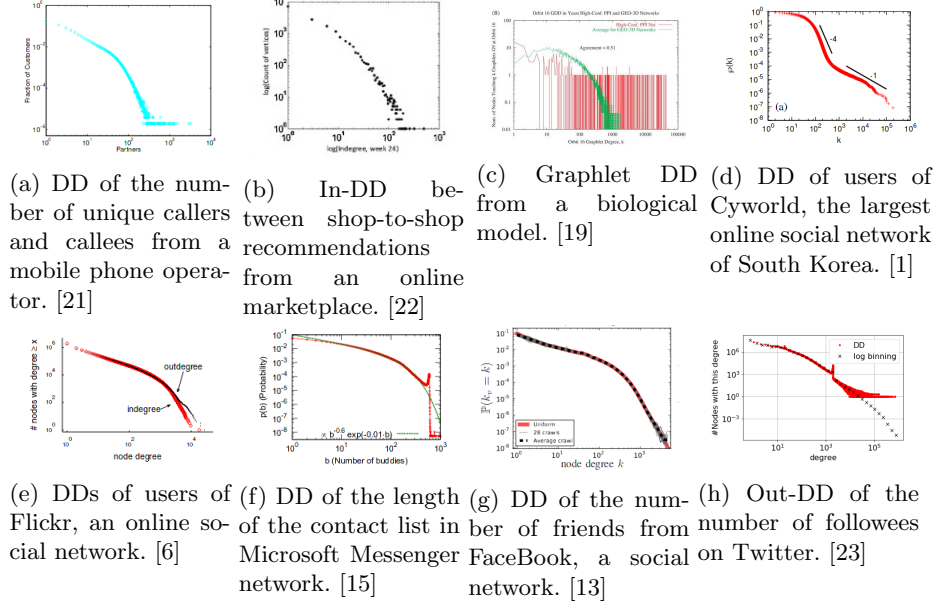 Fraction of Customers
Partners
(a) DD of the num-
ber of unique callers
and callees from a
mobile phone opera-
tor. [21]
log(Count of vertices)
log(Indegree, week 24)
(b) In-DD be-
tween shop-to-shop
recommendations
from an online
marketplace. [22]
(B)
Orbit 16 GDD in Yeast High-Conf. PPI and GEO-3D Networks
High-Conf. PPI Net
Average for GEO-3D Networks
Agreement = 0.51
Orbit 16 Graphlet Degree, k
(c) Graphlet DD
from a biological
model. [19]
℘(k)
-4
-1
(a)
k
(d) DD of users of
Cyworld, the largest
online social network
of South Korea. [1]
# nodes with degree ≥ x
outdegree
indegree
node degree
(e) DDs of users of
Flickr, an online so-
cial network. [6]
p(b) (Probability)
b (Number of buddies)
(f) DD of the length
of the contact list in
Microsoft Messenger
network. [15]
ℙ(k_v = k)
Uniform
28 crawls
Average crawl
node degree k
(g) DD of the num-
ber of friends from
FaceBook, a social
network. [13]
#Nodes with this degree
DD
log binning
degree
(h) Out-DD of the
number of followees
on Twitter. [23]